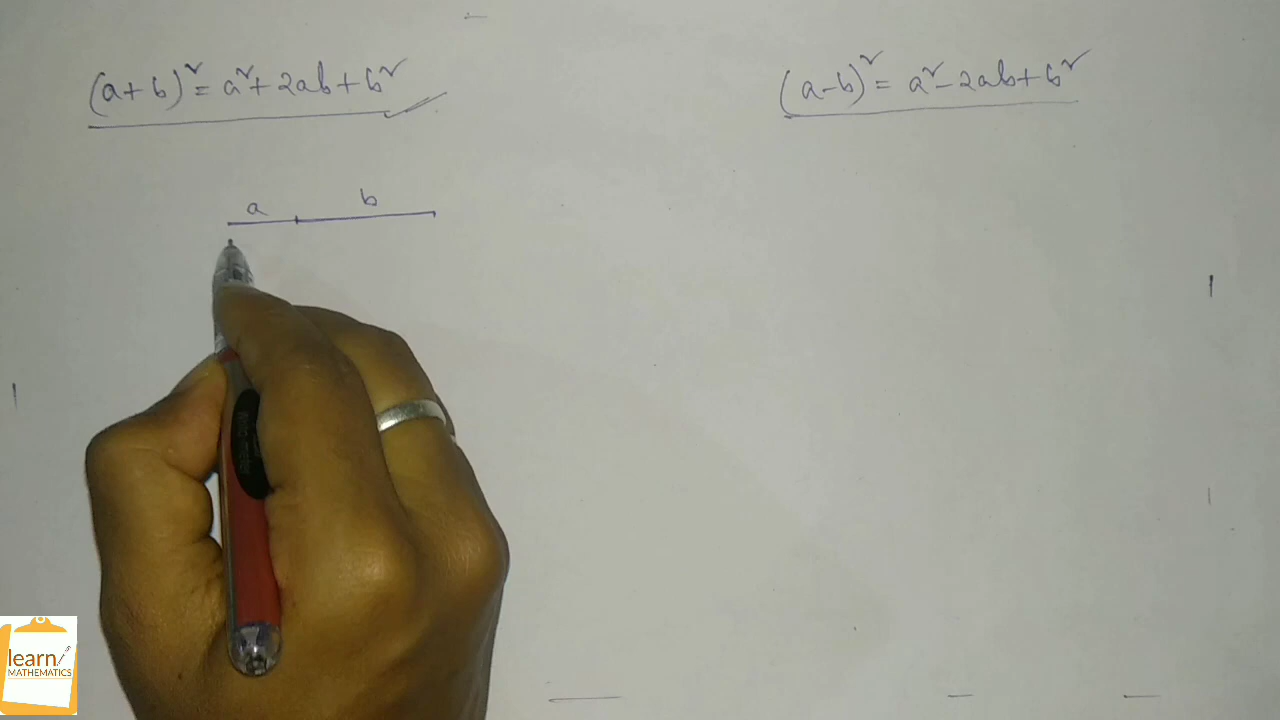 (a+b)² = a²+2ab+b²
(a-b)² = a²-2ab+b²
a b
learn
MATHEMATICS